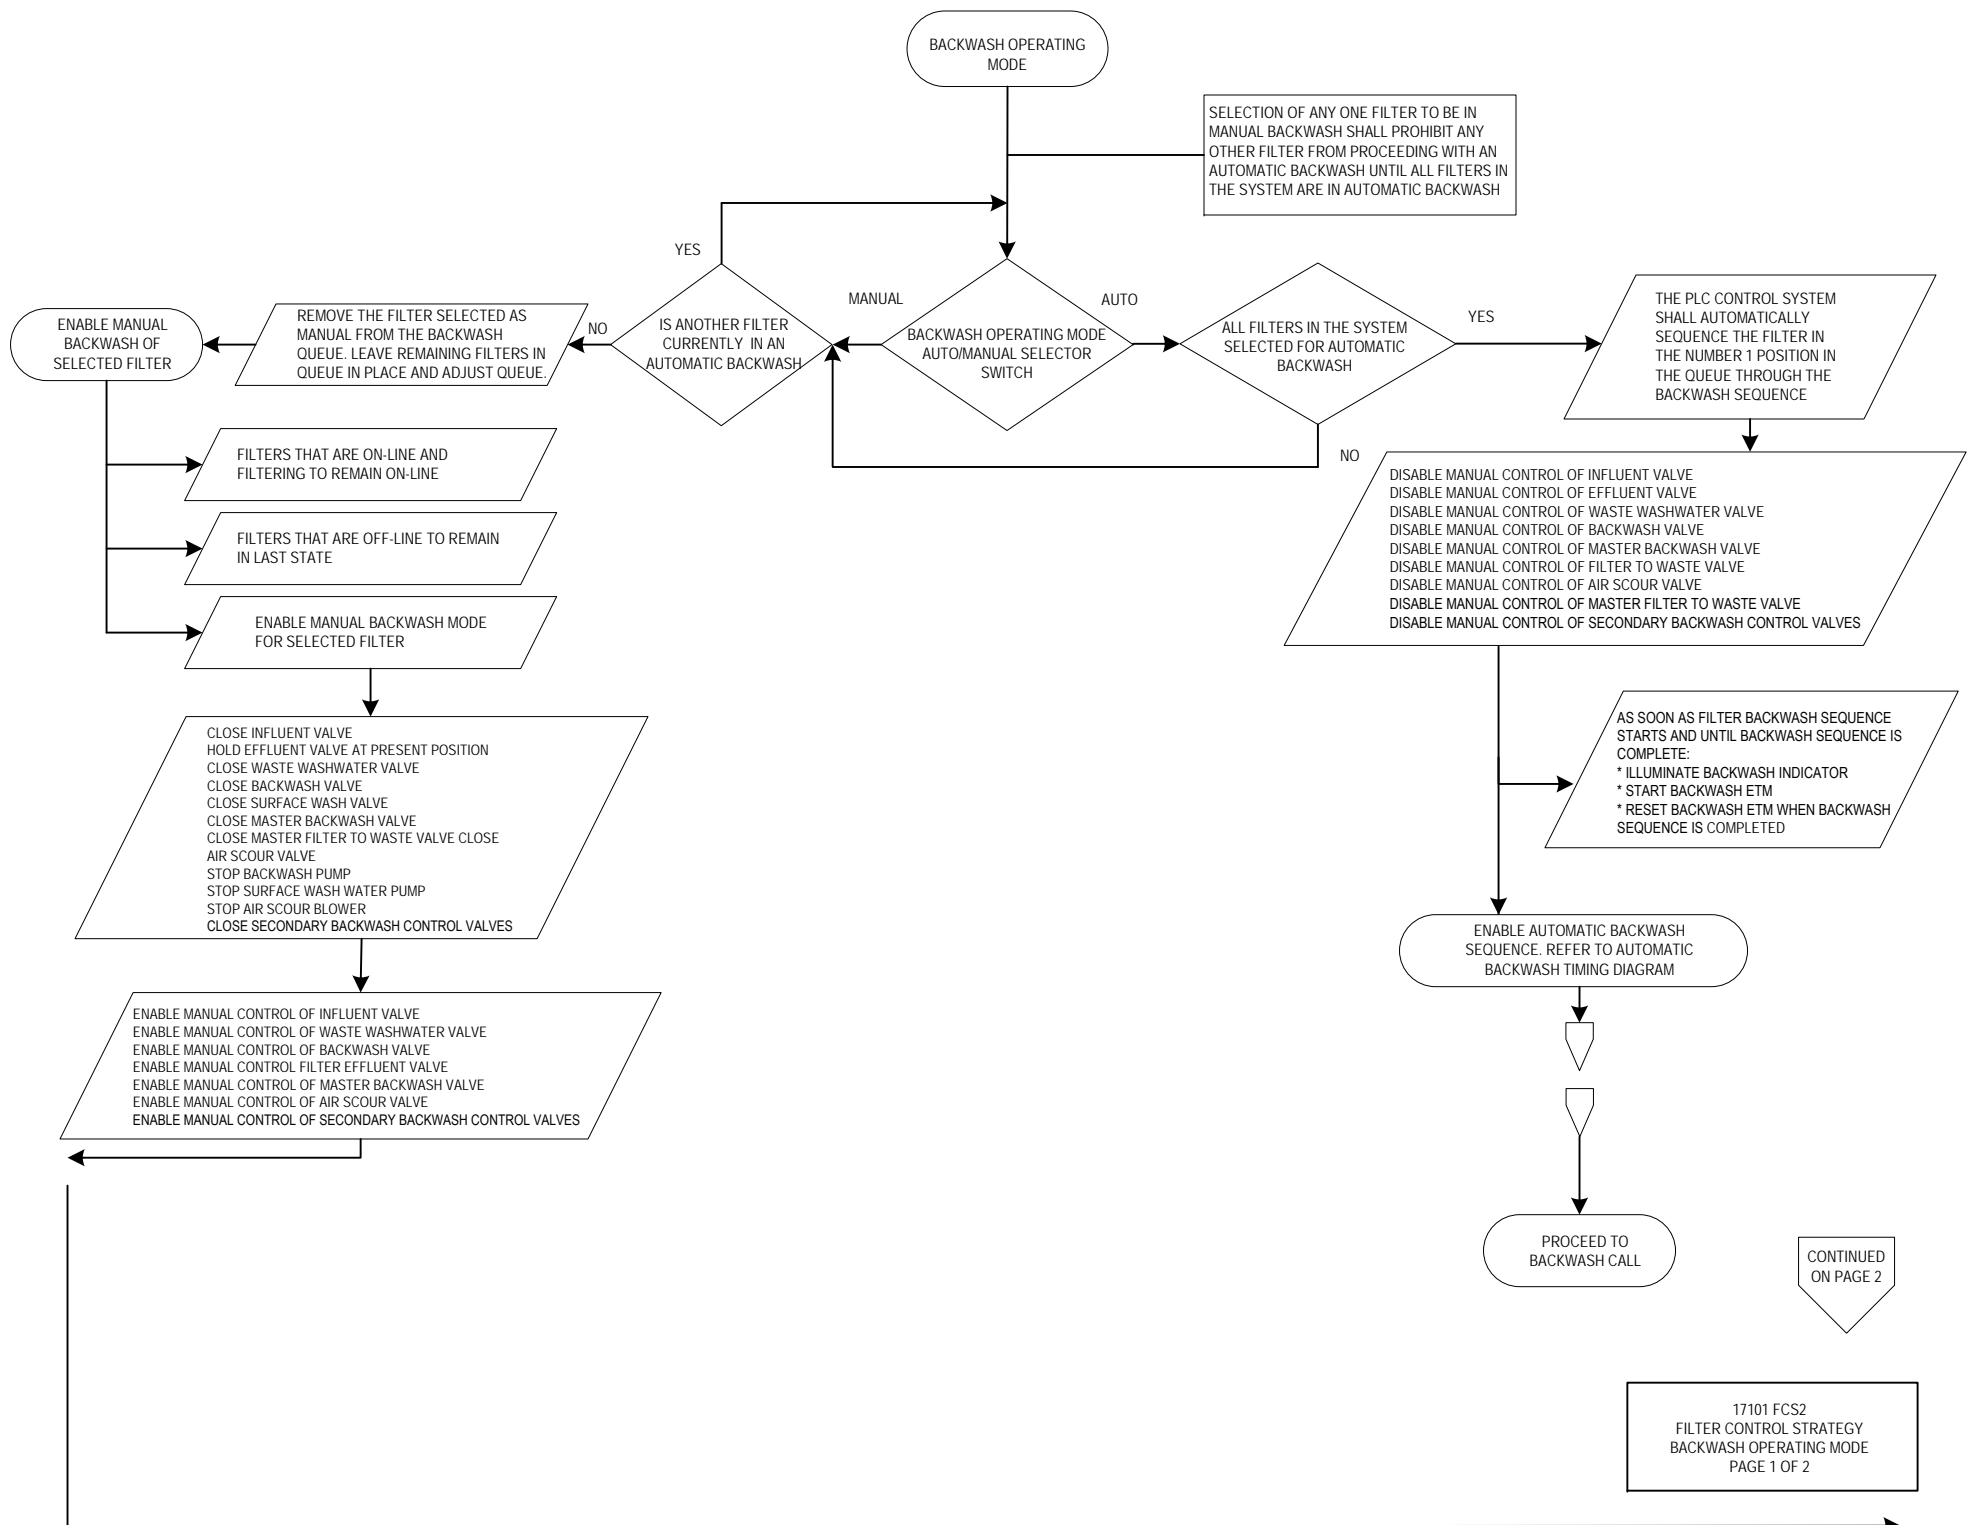 BACKWASH OPERATING
MODE
SELECTION OF ANY ONE FILTER TO BE IN
MANUAL BACKWASH SHALL PROHIBIT ANY
OTHER FILTER FROM PROCEEDING WITH AN
AUTOMATIC BACKWASH UNTIL ALL FILTERS IN
THE SYSTEM ARE IN AUTOMATIC BACKWASH
YES
MANUAL
AUTO
YES
NO
NO
ENABLE MANUAL
BACKWASH OF
SELECTED FILTER
REMOVE THE FILTER SELECTED AS
MANUAL FROM THE BACKWASH
QUEUE. LEAVE REMAINING FILTERS IN
QUEUE IN PLACE AND ADJUST QUEUE.
IS ANOTHER FILTER
CURRENTLY IN AN
AUTOMATIC BACKWASH
BACKWASH OPERATING MODE
AUTO/MANUAL SELECTOR
SWITCH
ALL FILTERS IN THE SYSTEM
SELECTED FOR AUTOMATIC
BACKWASH
THE PLC CONTROL SYSTEM
SHALL AUTOMATICALLY
SEQUENCE THE FILTER IN
THE NUMBER 1 POSITION IN
THE QUEUE THROUGH THE
BACKWASH SEQUENCE
FILTERS THAT ARE ON-LINE AND
FILTERING TO REMAIN ON-LINE
FILTERS THAT ARE OFF-LINE TO REMAIN
IN LAST STATE
ENABLE MANUAL BACKWASH MODE
FOR SELECTED FILTER
DISABLE MANUAL CONTROL OF INFLUENT VALVE
DISABLE MANUAL CONTROL OF EFFLUENT VALVE
DISABLE MANUAL CONTROL OF WASTE WASHWATER VALVE
DISABLE MANUAL CONTROL OF BACKWASH VALVE
DISABLE MANUAL CONTROL OF MASTER BACKWASH VALVE
DISABLE MANUAL CONTROL OF FILTER TO WASTE VALVE
DISABLE MANUAL CONTROL OF AIR SCOUR VALVE
DISABLE MANUAL CONTROL OF MASTER FILTER TO WASTE VALVE
DISABLE MANUAL CONTROL OF SECONDARY BACKWASH CONTROL VALVES
CLOSE INFLUENT VALVE
HOLD EFFLUENT VALVE AT PRESENT POSITION
CLOSE WASTE WASHWATER VALVE
CLOSE BACKWASH VALVE
CLOSE SURFACE WASH VALVE
CLOSE MASTER BACKWASH VALVE
CLOSE MASTER FILTER TO WASTE VALVE CLOSE
AIR SCOUR VALVE
STOP BACKWASH PUMP
STOP SURFACE WASH WATER PUMP
STOP AIR SCOUR BLOWER
CLOSE SECONDARY BACKWASH CONTROL VALVES
AS SOON AS FILTER BACKWASH SEQUENCE
STARTS AND UNTIL BACKWASH SEQUENCE IS
COMPLETE:
* ILLUMINATE BACKWASH INDICATOR
* START BACKWASH ETM
* RESET BACKWASH ETM WHEN BACKWASH
SEQUENCE IS COMPLETED
ENABLE AUTOMATIC BACKWASH
SEQUENCE. REFER TO AUTOMATIC
BACKWASH TIMING DIAGRAM
ENABLE MANUAL CONTROL OF INFLUENT VALVE
ENABLE MANUAL CONTROL OF WASTE WASHWATER VALVE
ENABLE MANUAL CONTROL OF BACKWASH VALVE
ENABLE MANUAL CONTROL FILTER EFFLUENT VALVE
ENABLE MANUAL CONTROL OF MASTER BACKWASH VALVE
ENABLE MANUAL CONTROL OF AIR SCOUR VALVE
ENABLE MANUAL CONTROL OF SECONDARY BACKWASH CONTROL VALVES
PROCEED TO
BACKWASH CALL
CONTINUED
ON PAGE 2
17101 FCS2
FILTER CONTROL STRATEGY
BACKWASH OPERATING MODE
PAGE 1 OF 2